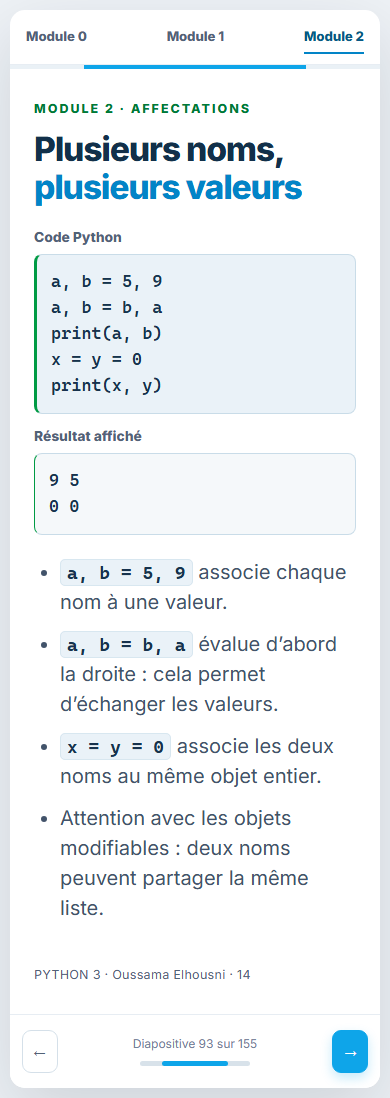 Module 0 Module 1 Module 2
MODULE 2 · AFFECTATIONS
Plusieurs noms,
plusieurs valeurs
Code Python
a, b = 5, 9
a, b = b, a
print(a, b)
x = y = 0
print(x, y)
Résultat affiché
9 5
0 0
• a, b = 5, 9 associe chaque
nom à une valeur.
• a, b = b, a évalue d’abord
la droite : cela permet
d’échanger les valeurs.
• x = y = 0 associe les deux
noms au même objet entier.
• Attention avec les objets
modifiables : deux noms
peuvent partager la même
liste.
PYTHON 3 · Oussama Elhousni · 14
←
Diapositive 93 sur 155
→